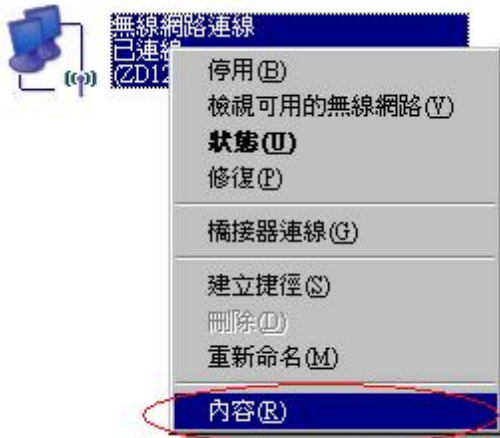 無線網路連線
已連線
(ZD12
停用(B)
檢視可用的無線網路(V)
狀態(U)
修復(P)
橋接器連線(G)
建立捷徑(S)
刪除(D)
重新命名(M)
內容(R)